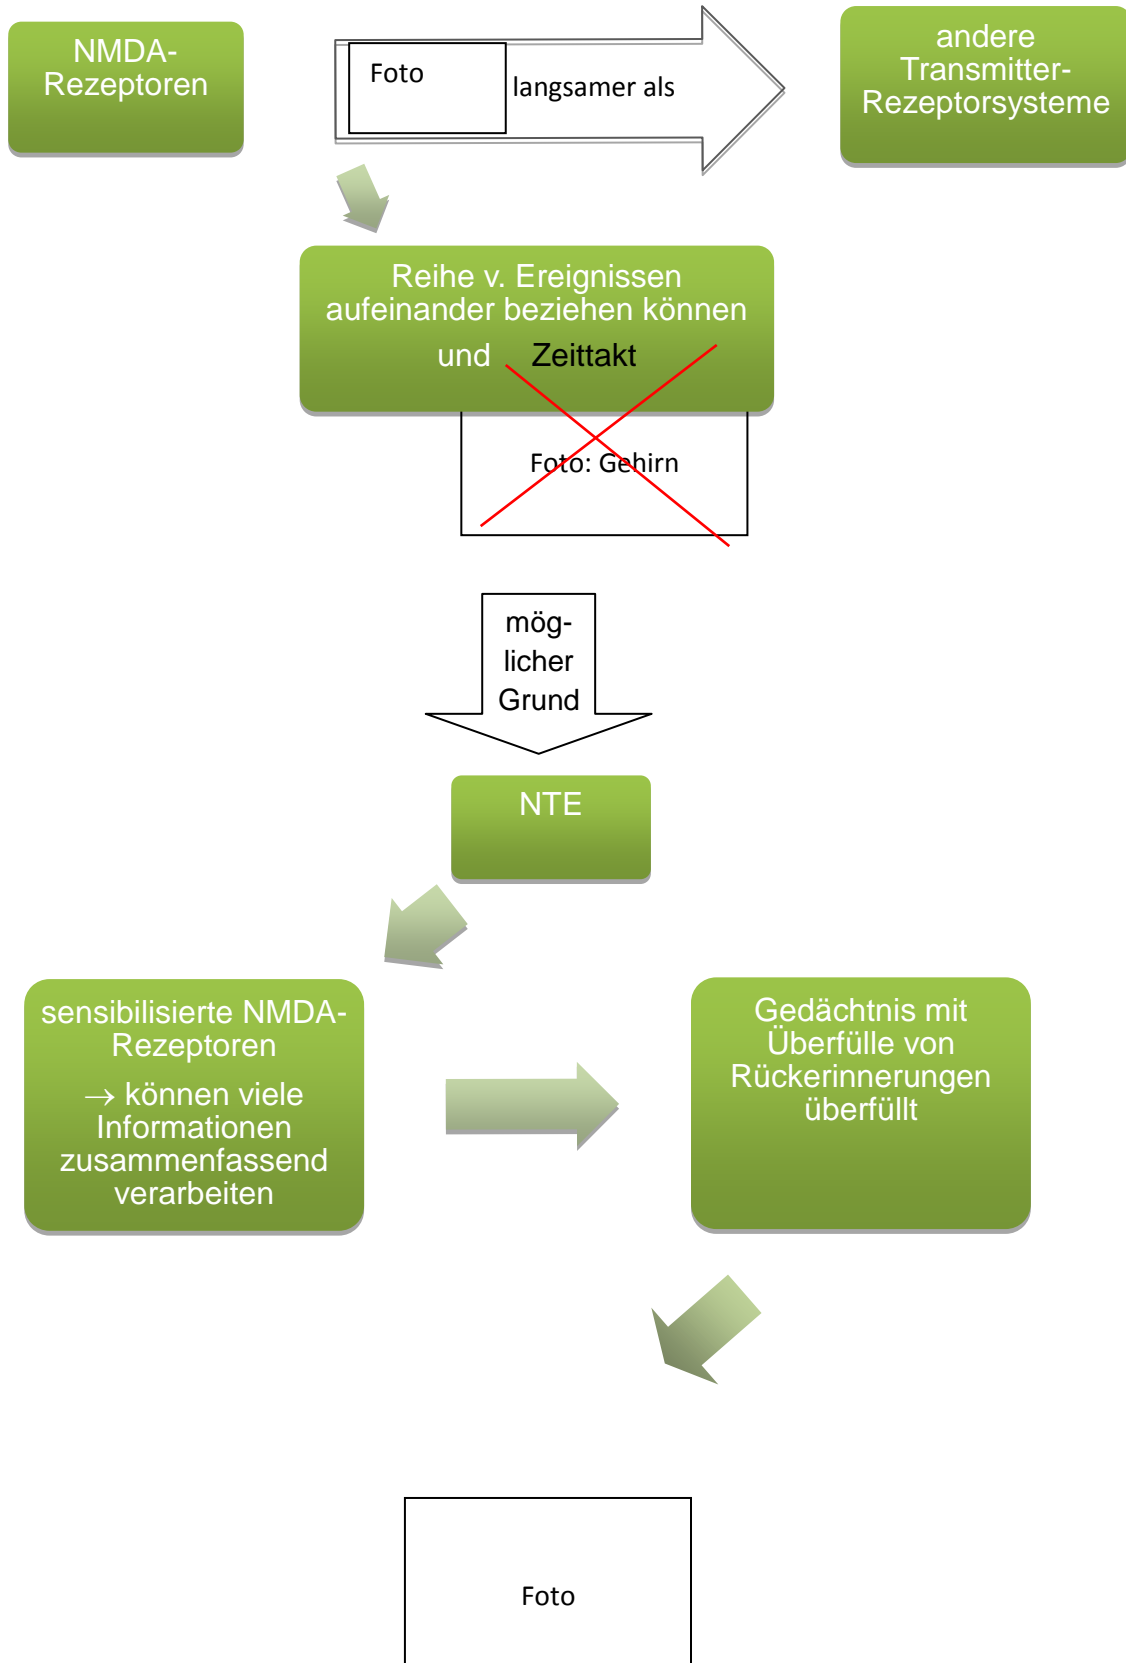 NMDA-
Rezeptoren
Foto
langsamer als
andere
Transmitter-
Rezeptorsysteme
Reihe v. Ereignissen
aufeinander beziehen können
und Zeittakt
Foto: Gehirn
mög-
licher
Grund
NTE
sensibilisierte NMDA-
Rezeptoren
→ können viele
Informationen
zusammenfassend
verarbeiten
Gedächtnis mit
Überfülle von
Rückerinnerungen
überfüllt
Foto